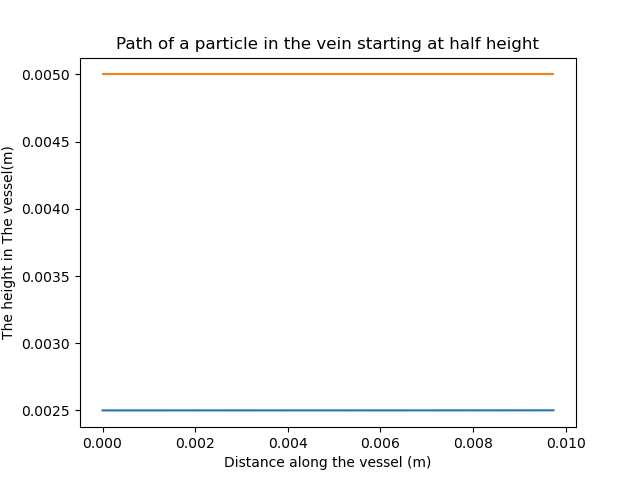 Path of a particle in the vein starting at half height
0.0050
0.0045
0.0040
0.0035
0.0030
0.0025
The height in The vessel(m)
0.000 0.002 0.004 0.006 0.008 0.010
Distance along the vessel (m)